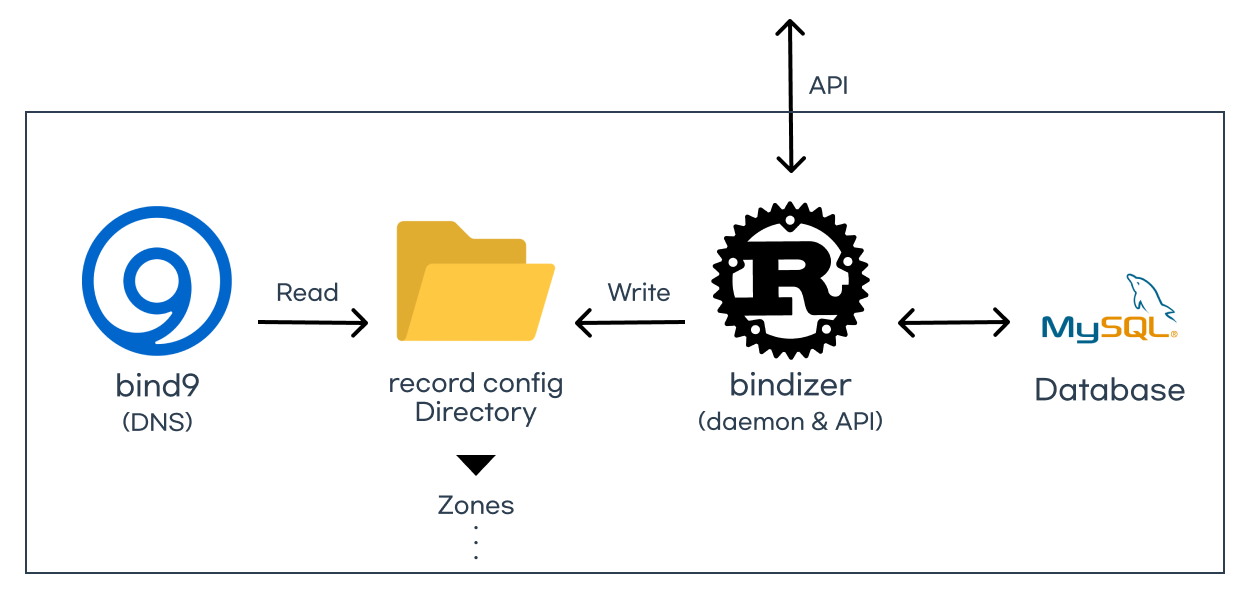 API
Read
Write
MySQL®
bind9
(DNS)
record config
Directory
bindizer
(daemon & API)
Database
Zones